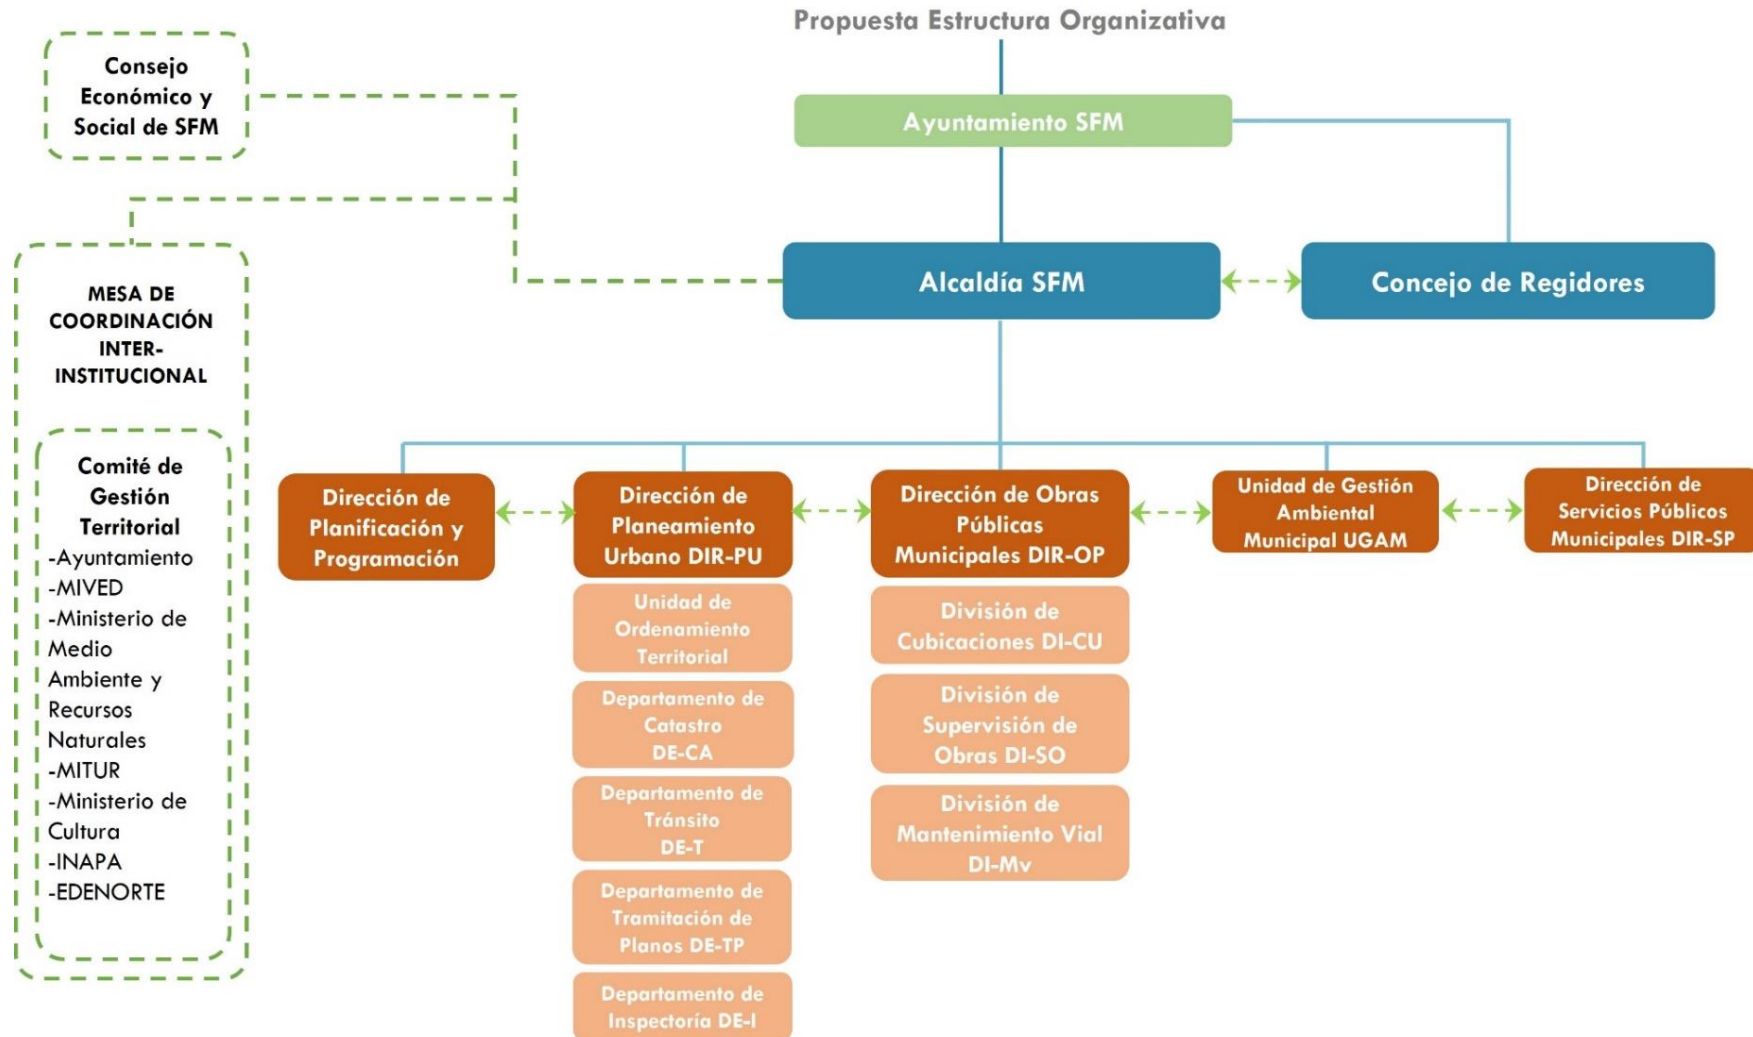 Propuesta Estructura Organizativa
Consejo
Económico y
Social de SFM
Ayuntamiento SFM
Alcaldía SFM
Concejo de Regidores
MESA DE
COORDINACIÓN
INTER-
INSTITUCIONAL
Comité de
Gestión
Territorial
-Ayuntamiento
-MIVED
-Ministerio de
Medio
Ambiente y
Recursos
Naturales
-MITUR
-Ministerio de
Cultura
-INAPA
-EDENORTE
Dirección de
Planificación y
Programación
Dirección de
Planeamiento
Urbano DIR-PU
Unidad de
Ordenamiento
Territorial
Departamento de
Catastro
DE-CA
Departamento de
Tránsito
DE-T
Departamento de
Tramitación de
Planos DE-TP
Departamento de
Inspectoría DE-I
Dirección de Obras
Públicas
Municipales DIR-OP
División de
Cubicaciones DI-CU
División de
Supervisión de
Obras DI-SO
División de
Mantenimiento Vial
DI-Mv
Unidad de Gestión
Ambiental
Municipal UGAM
Dirección de
Servicios Públicos
Municipales DIR-SP